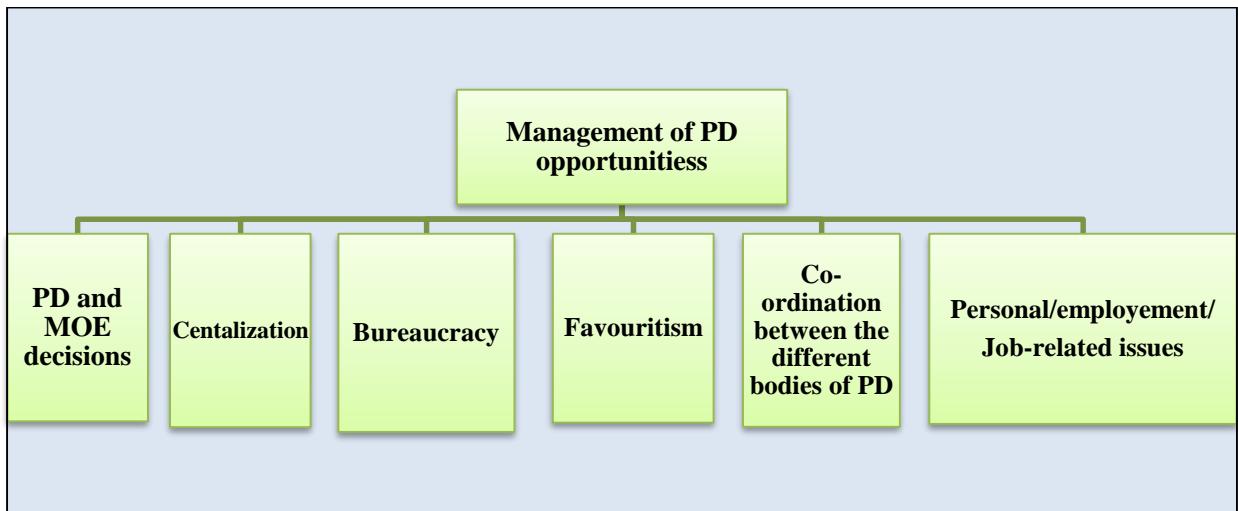 Management of PD
opportunitiess
PD and
MOE
decisions
Centalization
Bureaucracy
Favouritism
Co-
ordination
between the
different
bodies of PD
Personal/employement/
Job-related issues